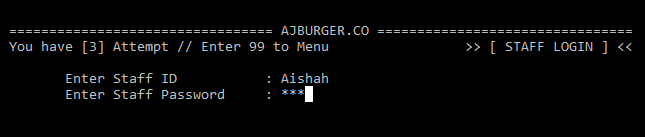 ================================= AJBURGER.CO ================================
You have [3] Attempt // Enter 99 to Menu >> [ STAFF LOGIN ] <<
Enter Staff ID : Aishah
Enter Staff Password : ***